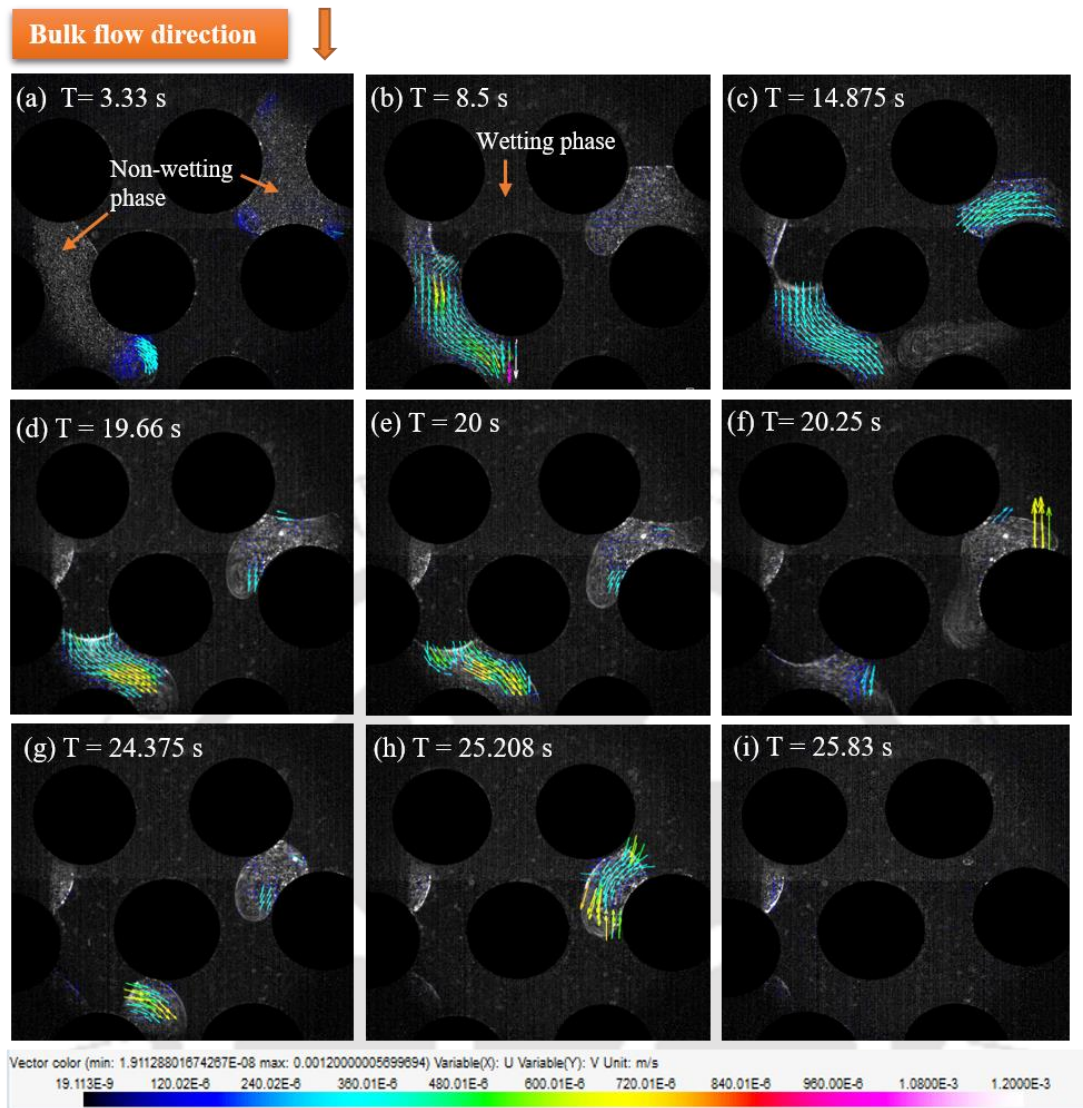 Bulk flow direction
(a) T= 3.33 s
(b) T = 8.5 s
(c) T = 14.875 s
Non-wetting
phase
Wetting phase
(d) T = 19.66 s
(e) T = 20 s
(f) T = 20.25 s
(g) T = 24.375 s
(h) T = 25.208 s
(i) T = 25.83 s
Vector color (min: 1.91128801674267E-08 max: 0.00120000005699694) Variable(X): U Variable(Y): V Unit: m/s
19.113E-9 120.02E-6 240.02E-6 360.01E-6 480.01E-6 600.01E-6 720.01E-6 840.01E-6 960.00E-6 1.0800E-3 1.2000E-3